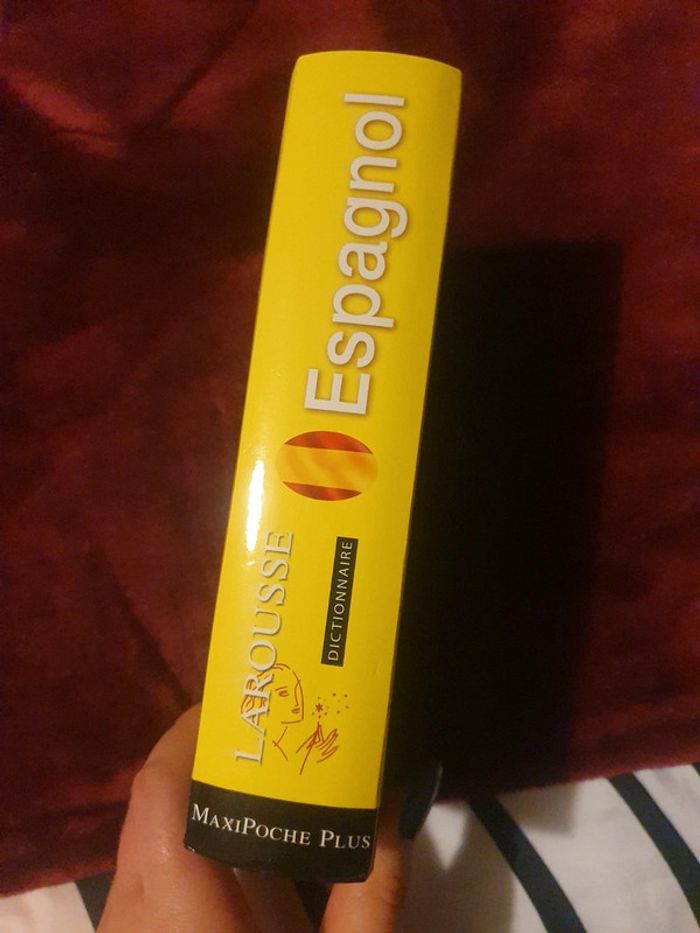 LAROUSSE
DICTIONNAIRE
Espagnol
MAXIPOCHE PLUS